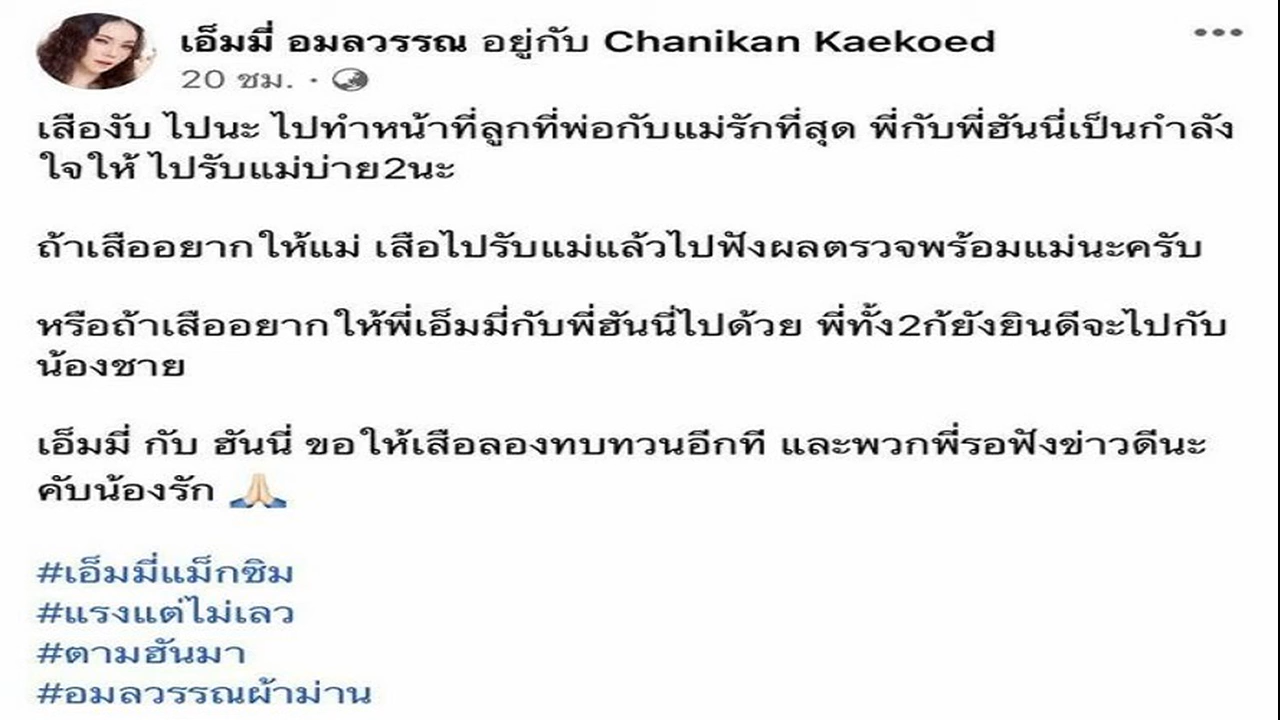 เอ็มมี่ อมลวรรณ อยู่กับ Chanikan Kaekoed
20 ชม. ·
เสืองับ ไปนะ ไปทำหน้าที่ลูกที่พ่อกับแม่รักที่สุด พี่กับพี่ฮันนี่เป็นกำลัง
ใจให้ ไปรับแม่บ่าย2นะ
ถ้าเสืออยากให้แม่ เสือไปรับแม่แล้วไปฟังผลตรวจพร้อมแม่นะครับ
หรือถ้าเสืออยากให้พี่เอ็มมี่กับพี่ฮันนี่ไปด้วย พี่ทั้ง2ก้ยังยินดีจะไปกับ
น้องชาย
เอ็มมี่ กับ ฮันนี่ ขอให้เสือลองทบทวนอีกที และพวกพี่รอฟังข่าวดีนะ
คับน้องรัก 🙏🏻
#เอ็มมี่แม็กซิม
#แรงแต่ไม่เลว
#ตามฮันมา
#อมลวรรณผ้าม่าน